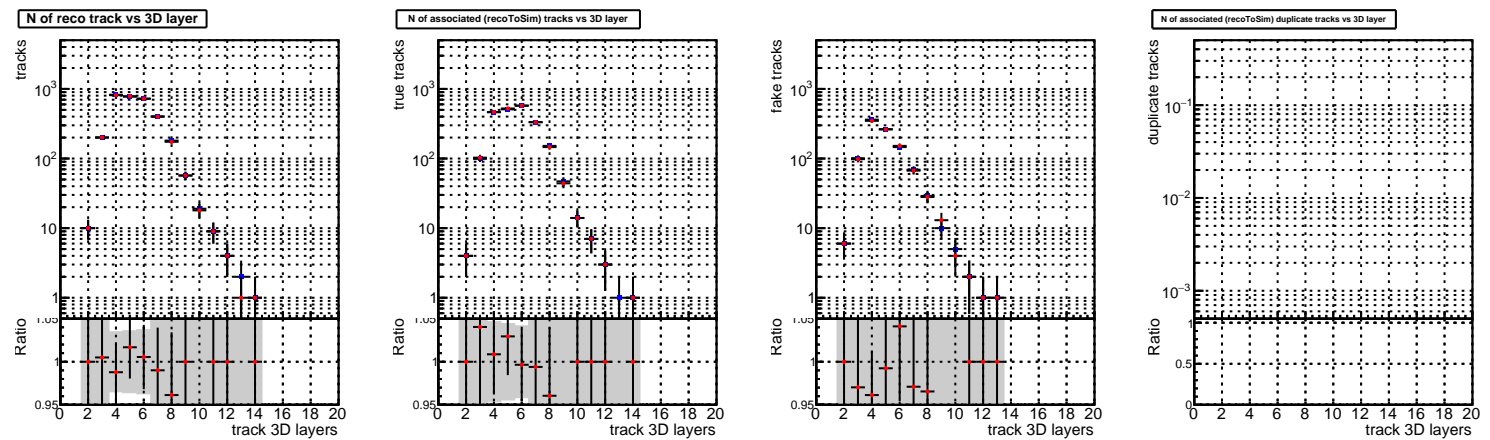 N of reco track vs 3D layer
tracks
10³
10²
10
1
Ratio
1.05
1
0.95
0 2 4 6 8 10 12 14 16 18 20
track 3D layers
N of associated (recoToSim) tracks vs 3D layer
true tracks
10³
10²
10
1
Ratio
1.05
1
0.95
0 2 4 6 8 10 12 14 16 18 20
track 3D layers
fake tracks
10³
10²
10
1
Ratio
1.05
1
0.95
0 2 4 6 8 10 12 14 16 18 20
track 3D layers
N of associated (recoToSim) duplicate tracks vs 3D layer
duplicate tracks
10⁻¹
10⁻²
10⁻³
Ratio
1
0.5
0
0 2 4 6 8 10 12 14 16 18 20
track 3D layers